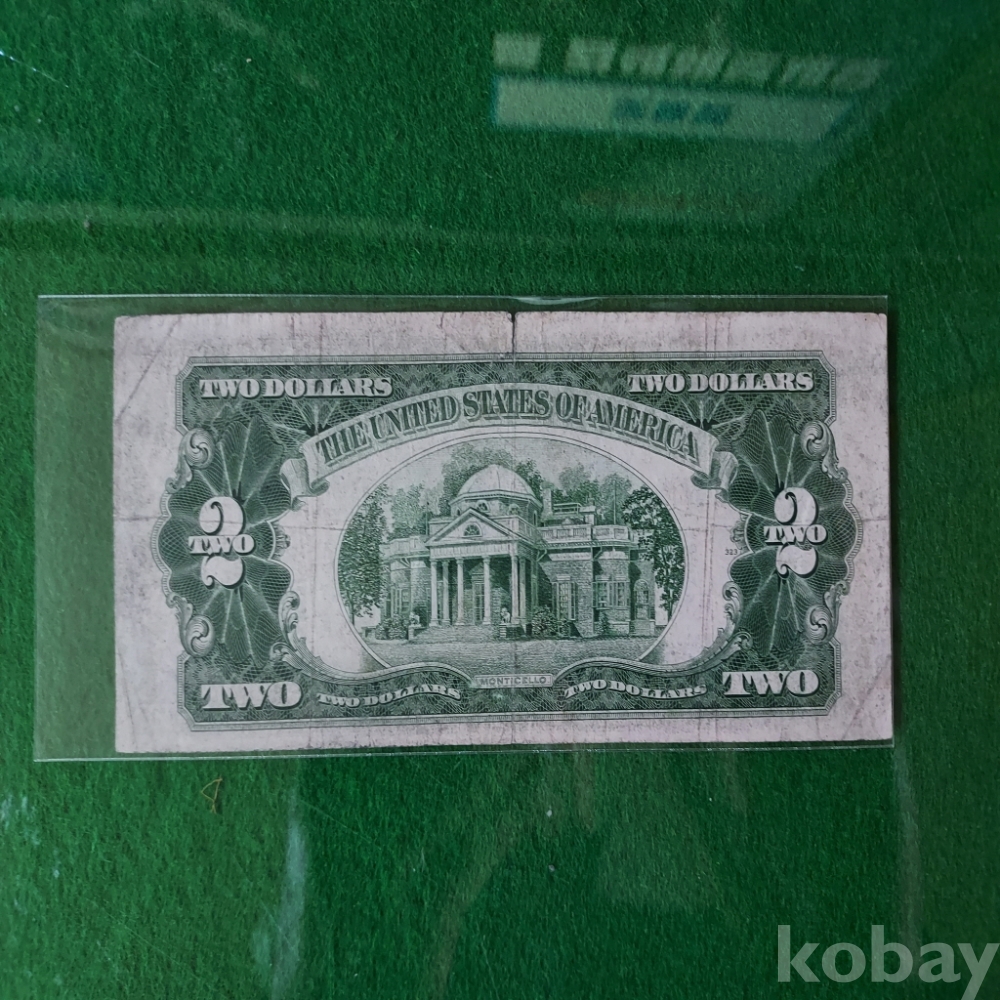 TWO DOLLARS
TWO DOLLARS
THE UNITED STATES OF AMERICA
2
TWO
2
TWO
MONTICELLO
TWO
TWO DOLLARS
TWO DOLLARS
TWO
kobay